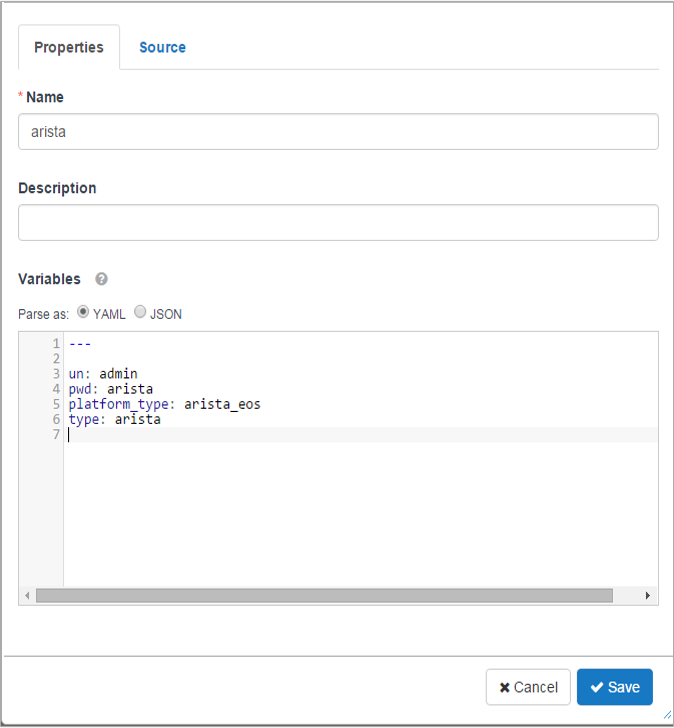 Properties Source
* Name
arista
Description
Variables ?
Parse as: YAML JSON
1 ---
2
3 un: admin
4 pwd: arista
5 platform_type: arista_eos
6 type: arista
7
Cancel Save